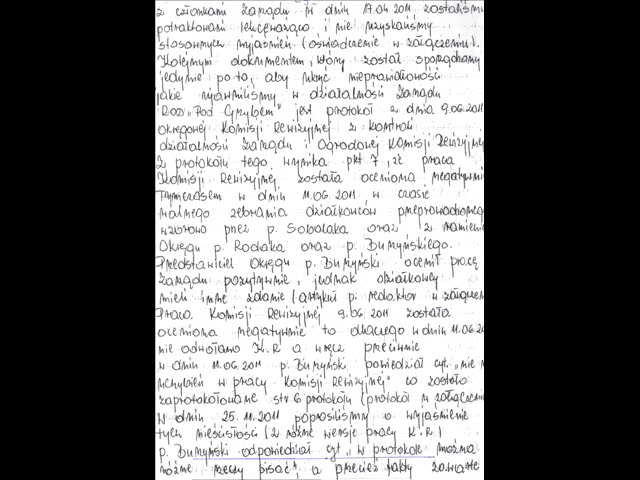 z członkami Zarządu w dniu 17.04.2011 zostaliśmy
potraktowani lekceważąco i nie uzyskaliśmy
stosownych wyjaśnień (oświadczenie w załączeniu).
Kolejnym dokumentem, który został sporządzony
jedynie po to, aby ukryć nieprawidłowości
jakie ujawniliśmy w działalności Zarządu
ROD „Pod Grzybem" jest protokół z dnia 9.06.2011
Okręgowej Komisji Rewizyjnej z kontroli
działalności Zarządu i Ogrodowej Komisji Rewizyjnej
Z protokołu tego wynika pkt 7, że praca
Komisji Rewizyjnej została oceniona negatywnie
Tymczasem w dniu 11.06.2011 w czasie
walnego zebrania działkowców przeprowadzonego
wzorowo przez p. Sobolaka oraz z ramienia
Okręgu p. Rodaka oraz p. Burzyńskiego.
Przedstawiciel Okręgu p. Burzyński ocenił pracę
Zarządu pozytywnie, jednak działkowcy
mieli inne zdanie (artykuł p. redaktor w załączen
Praca Komisji Rewizyjnej 9.06.2011 została
oceniona negatywnie to dlaczego w dniu 11.06.20
nie odwołano K.R a wręcz przeciwnie
w dniu 11.06.2011 p. Burzyński powiedział cyt. „nie w
uchybień w pracy Komisji Rewizyjnej" co zostało
zaprotokołowane str 6 protokołu (protokół w załączeniu
W dniu 25.11.2011 poprosiliśmy o wyjaśnienie
tych nieścisłości (2 różne wersje pracy K.R.)
p. Burzyński odpowiedział cyt „w protokole można
różne rzeczy pisać", a przecież fakty zawarte